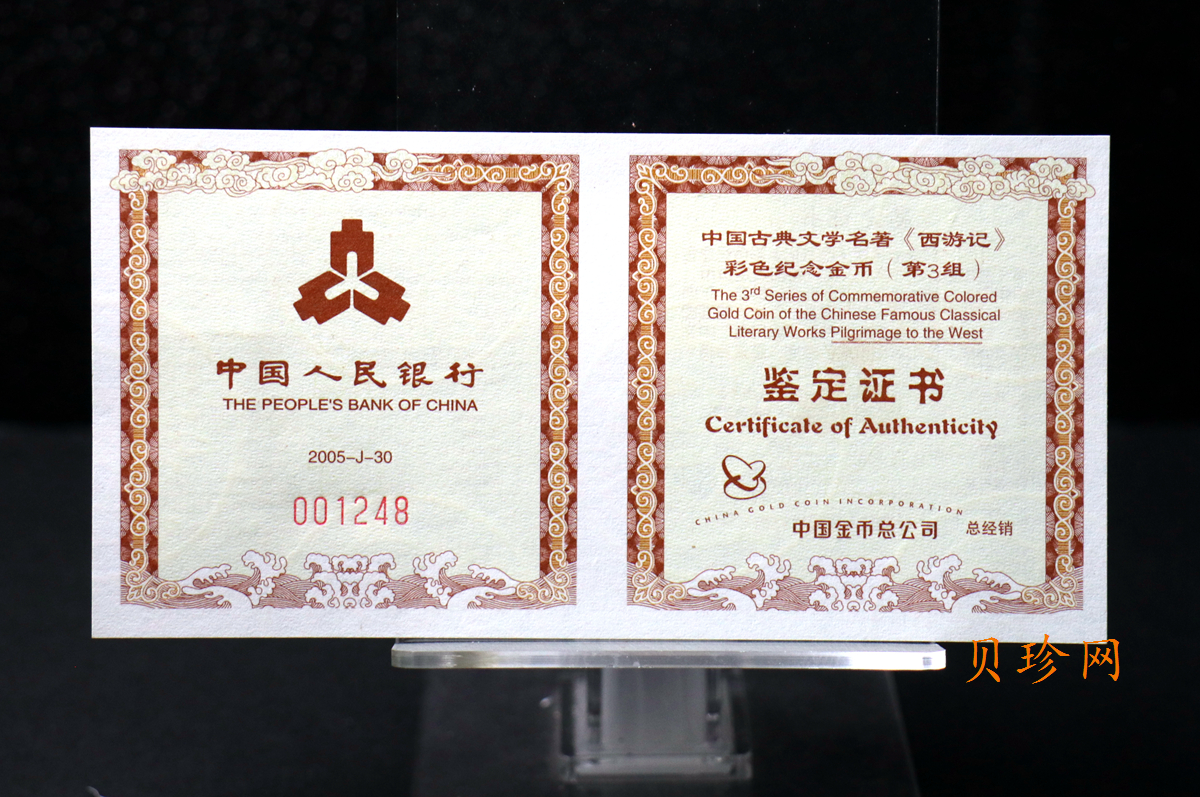 中国人民银行
THE PEOPLE'S BANK OF CHINA
2005-J-30
001248
中国古典文学名著《西游记》
彩色纪念金币（第3组）
The 3rd Series of Commemorative Colored
Gold Coin of the Chinese Famous Classical
Literary Works Pilgrimage to the West
鉴定证书
Certificate of Authenticity
CHINA GOLD COIN INCORPORATION
中国金币总公司 总经销
贝珍网